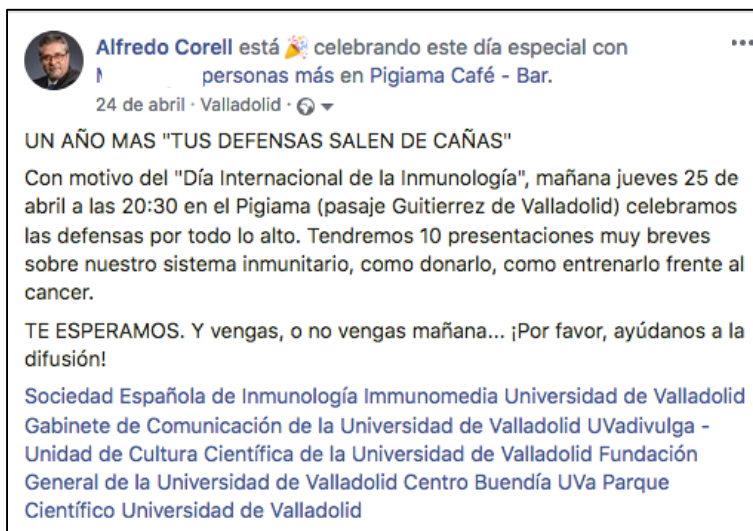 Alfredo Corell está 🎉 celebrando este día especial con
personas más en Pigiama Café - Bar.
24 de abril · Valladolid ·
UN AÑO MAS "TUS DEFENSAS SALEN DE CAÑAS"
Con motivo del "Día Internacional de la Inmunología", mañana jueves 25 de
abril a las 20:30 en el Pigiama (pasaje Guitierrez de Valladolid) celebramos
las defensas por todo lo alto. Tendremos 10 presentaciones muy breves
sobre nuestro sistema inmunitario, como donarlo, como entrenarlo frente al
cancer.
TE ESPERAMOS. Y vengas, o no vengas mañana... ¡Por favor, ayúdanos a la
difusión!
Sociedad Española de Inmunología Immunomedia Universidad de Valladolid
Gabinete de Comunicación de la Universidad de Valladolid UVadivulga -
Unidad de Cultura Científica de la Universidad de Valladolid Fundación
General de la Universidad de Valladolid Centro Buendía UVa Parque
Científico Universidad de Valladolid